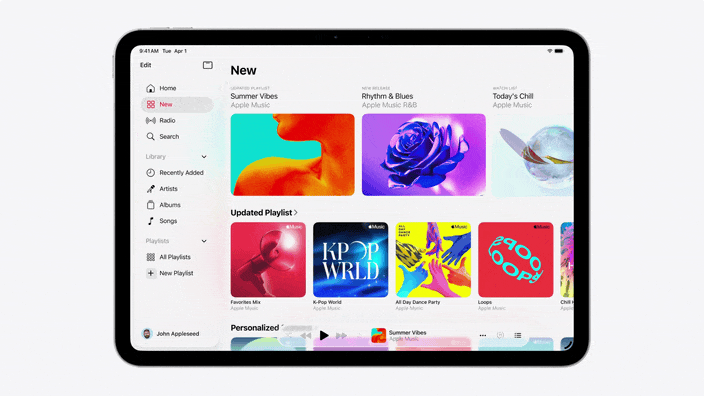 9:41 AM Tue Apr 1
Edit
Home
New
Radio
Search
Library
Recently Added
Artists
Albums
Songs
Playlists
All Playlists
New Playlist
John Appleseed
New
UPDATED PLAYLIST
Summer Vibes
Apple Music
NEW RELEASE
Rhythm & Blues
Apple Music R&B
WATCH LIST
Today's Chill
Apple Music
Updated Playlist
Music
Favorites Mix
Apple Music
Music
KPOP
WRLD
K-Pop World
Apple Music
Music
ALL
DAY
DANCE
PARTY
All Day Dance Party
Apple Music
Music
LOOPS
LOOPS
Loops
Apple Music
Chill
Apple
Personalized
Summer Vibes
Apple Music